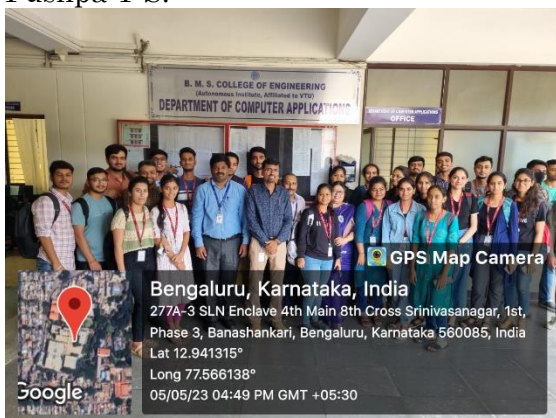 B. M. S. COLLEGE OF ENGINEERING
(Autonomous Institute, Affiliated to VTU)
DEPARTMENT OF COMPUTER APPLICATIONS
DEPARTMENT OF COMPUTER APPLICATIONS
OFFICE
GPS Map Camera
Bengaluru, Karnataka, India
277A-3 SLN Enclave 4th Main 8th Cross Srinivasanagar, 1st,
Phase 3, Banashankari, Bengaluru, Karnataka 560085, India
Lat 12.941315°
Long 77.566138°
05/05/23 04:49 PM GMT +05:30
Google